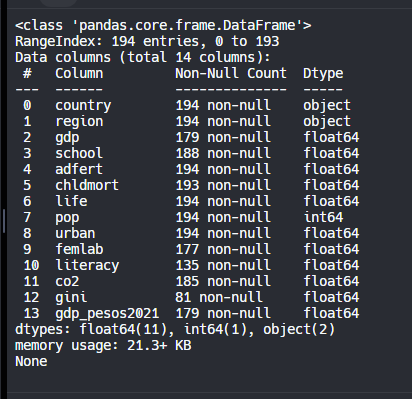 <class 'pandas.core.frame.DataFrame'>
RangeIndex: 194 entries, 0 to 193
Data columns (total 14 columns):
 #   Column         Non-Null Count  Dtype
---  ------         --------------  -----
 0   country        194 non-null    object
 1   region         194 non-null    object
 2   gdp            179 non-null    float64
 3   school         188 non-null    float64
 4   adfert         194 non-null    float64
 5   chldmort       193 non-null    float64
 6   life           194 non-null    float64
 7   pop            194 non-null    int64
 8   urban          194 non-null    float64
 9   femlab         177 non-null    float64
 10  literacy       135 non-null    float64
 11  co2            185 non-null    float64
 12  gini           81 non-null     float64
 13  gdp_pesos2021  179 non-null    float64
dtypes: float64(11), int64(1), object(2)
memory usage: 21.3+ KB
None